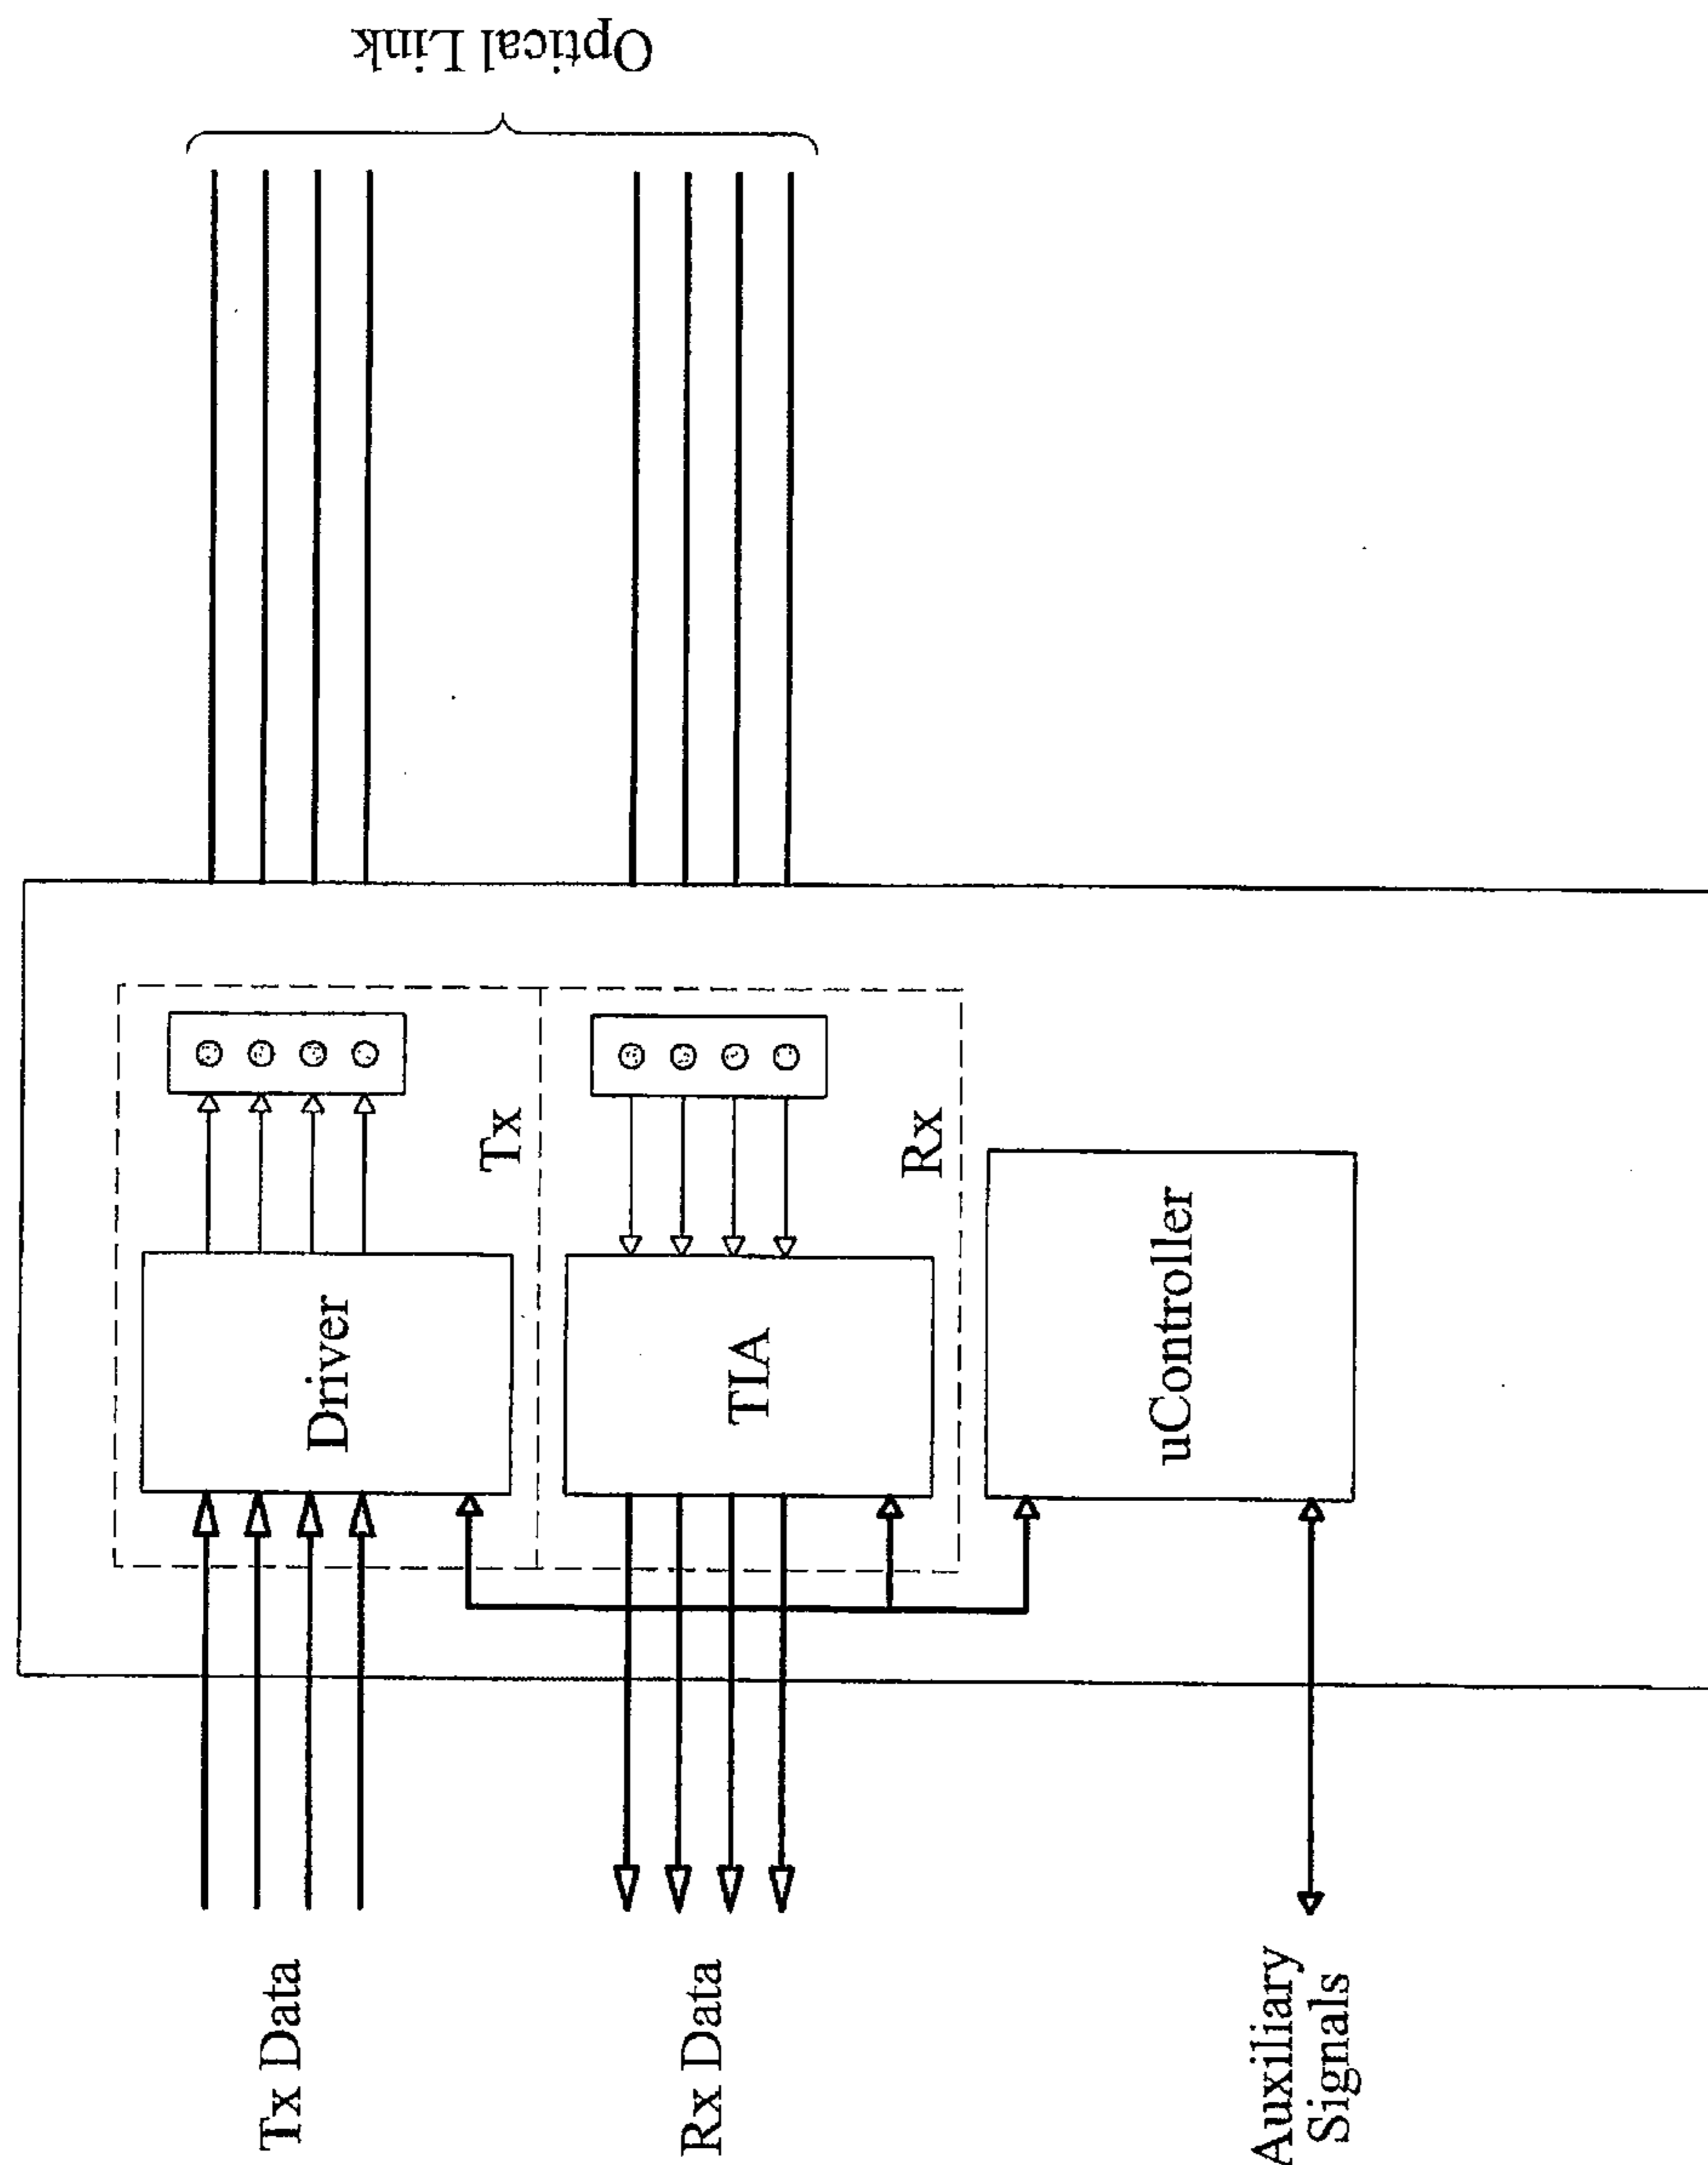 Optical Link
Tx
Rx
Driver
TIA
uController
Tx Data
Rx Data
Auxiliary
Signals